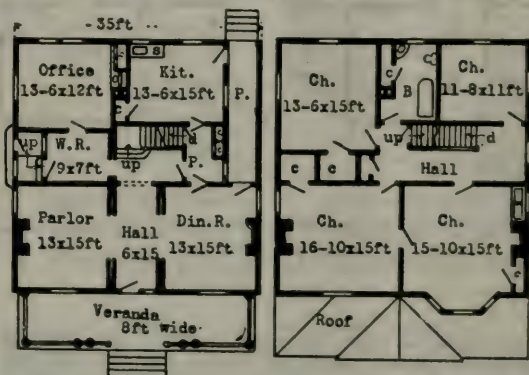 35ft
Office
13-6x12ft
c
c
s
Kit.
13-6x15ft
P.
up
W.R.
9x7ft
up
d
P.
Parlor
13x15ft
Hall
6x15
Din.R.
13x15ft
Veranda
8ft wide
Ch.
13-6x15ft
c
c
B
Ch.
11-8x11ft
up
d
c
c
Hall
Ch.
16-10x15ft
Ch.
15-10x15ft
c
Roof